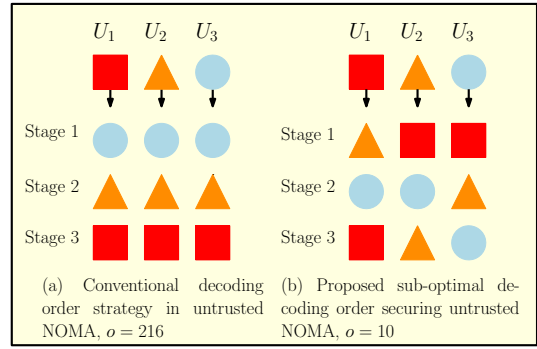 U1 U2 U3
U1 U2 U3
Stage 1
Stage 2
Stage 3
Stage 1
Stage 2
Stage 3
(a) Conventional decoding
order strategy in untrusted
NOMA, o = 216
(b) Proposed sub-optimal de-
coding order securing untrusted
NOMA, o = 10